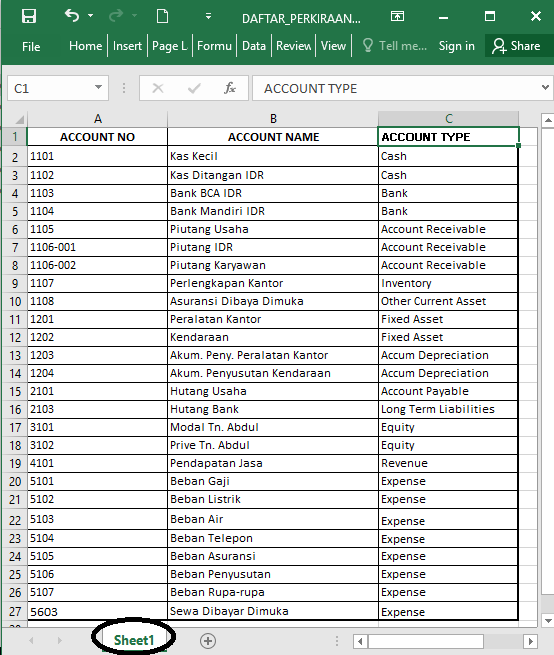 DAFTAR_PERKIRAAN...
File Home Insert Page L Formu Data Review View Tell me... Sign in Share
C1 fx ACCOUNT TYPE
A B C
1 ACCOUNT NO ACCOUNT NAME ACCOUNT TYPE
2 1101 Kas Kecil Cash
3 1102 Kas Ditangan IDR Cash
4 1103 Bank BCA IDR Bank
5 1104 Bank Mandiri IDR Bank
6 1105 Piutang Usaha Account Receivable
7 1106-001 Piutang IDR Account Receivable
8 1106-002 Piutang Karyawan Account Receivable
9 1107 Perlengkapan Kantor Inventory
10 1108 Asuransi Dibaya Dimuka Other Current Asset
11 1201 Peralatan Kantor Fixed Asset
12 1202 Kendaraan Fixed Asset
13 1203 Akum. Peny. Peralatan Kantor Accum Depreciation
14 1204 Akum. Penyusutan Kendaraan Accum Depreciation
15 2101 Hutang Usaha Account Payable
16 2103 Hutang Bank Long Term Liabilities
17 3101 Modal Tn. Abdul Equity
18 3102 Prive Tn. Abdul Equity
19 4101 Pendapatan Jasa Revenue
20 5101 Beban Gaji Expense
21 5102 Beban Listrik Expense
22 5103 Beban Air Expense
23 5104 Beban Telepon Expense
24 5105 Beban Asuransi Expense
25 5106 Beban Penyusutan Expense
26 5107 Beban Rupa-rupa Expense
27 5603 Sewa Dibayar Dimuka Expense
Sheet1